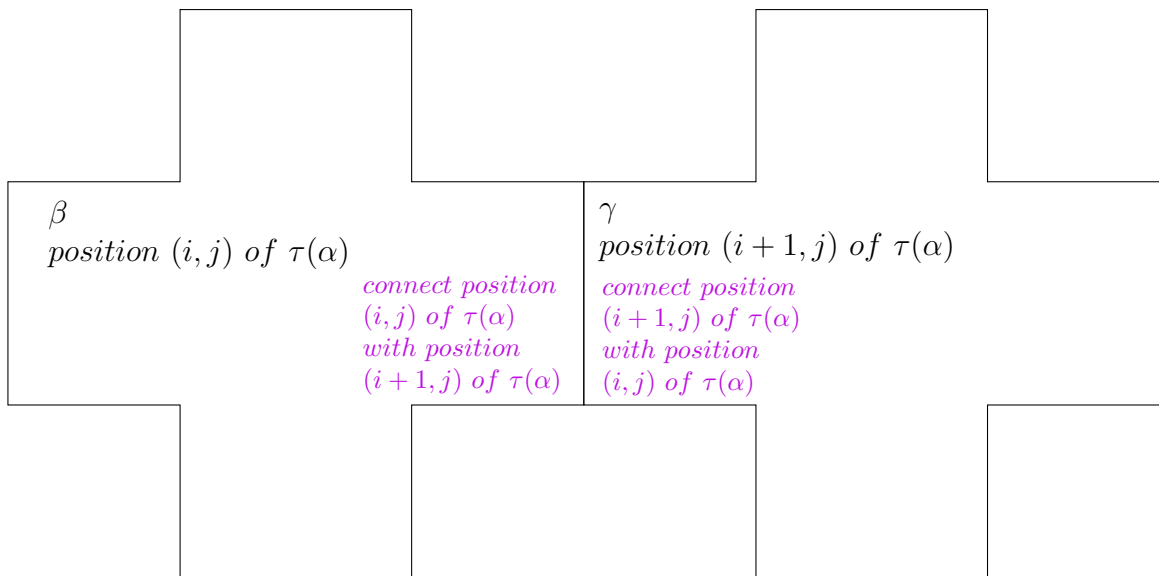 β
position (i, j) of τ(α)
connect position
(i, j) of τ(α)
with position
(i + 1, j) of τ(α)
γ
position (i + 1, j) of τ(α)
connect position
(i + 1, j) of τ(α)
with position
(i, j) of τ(α)